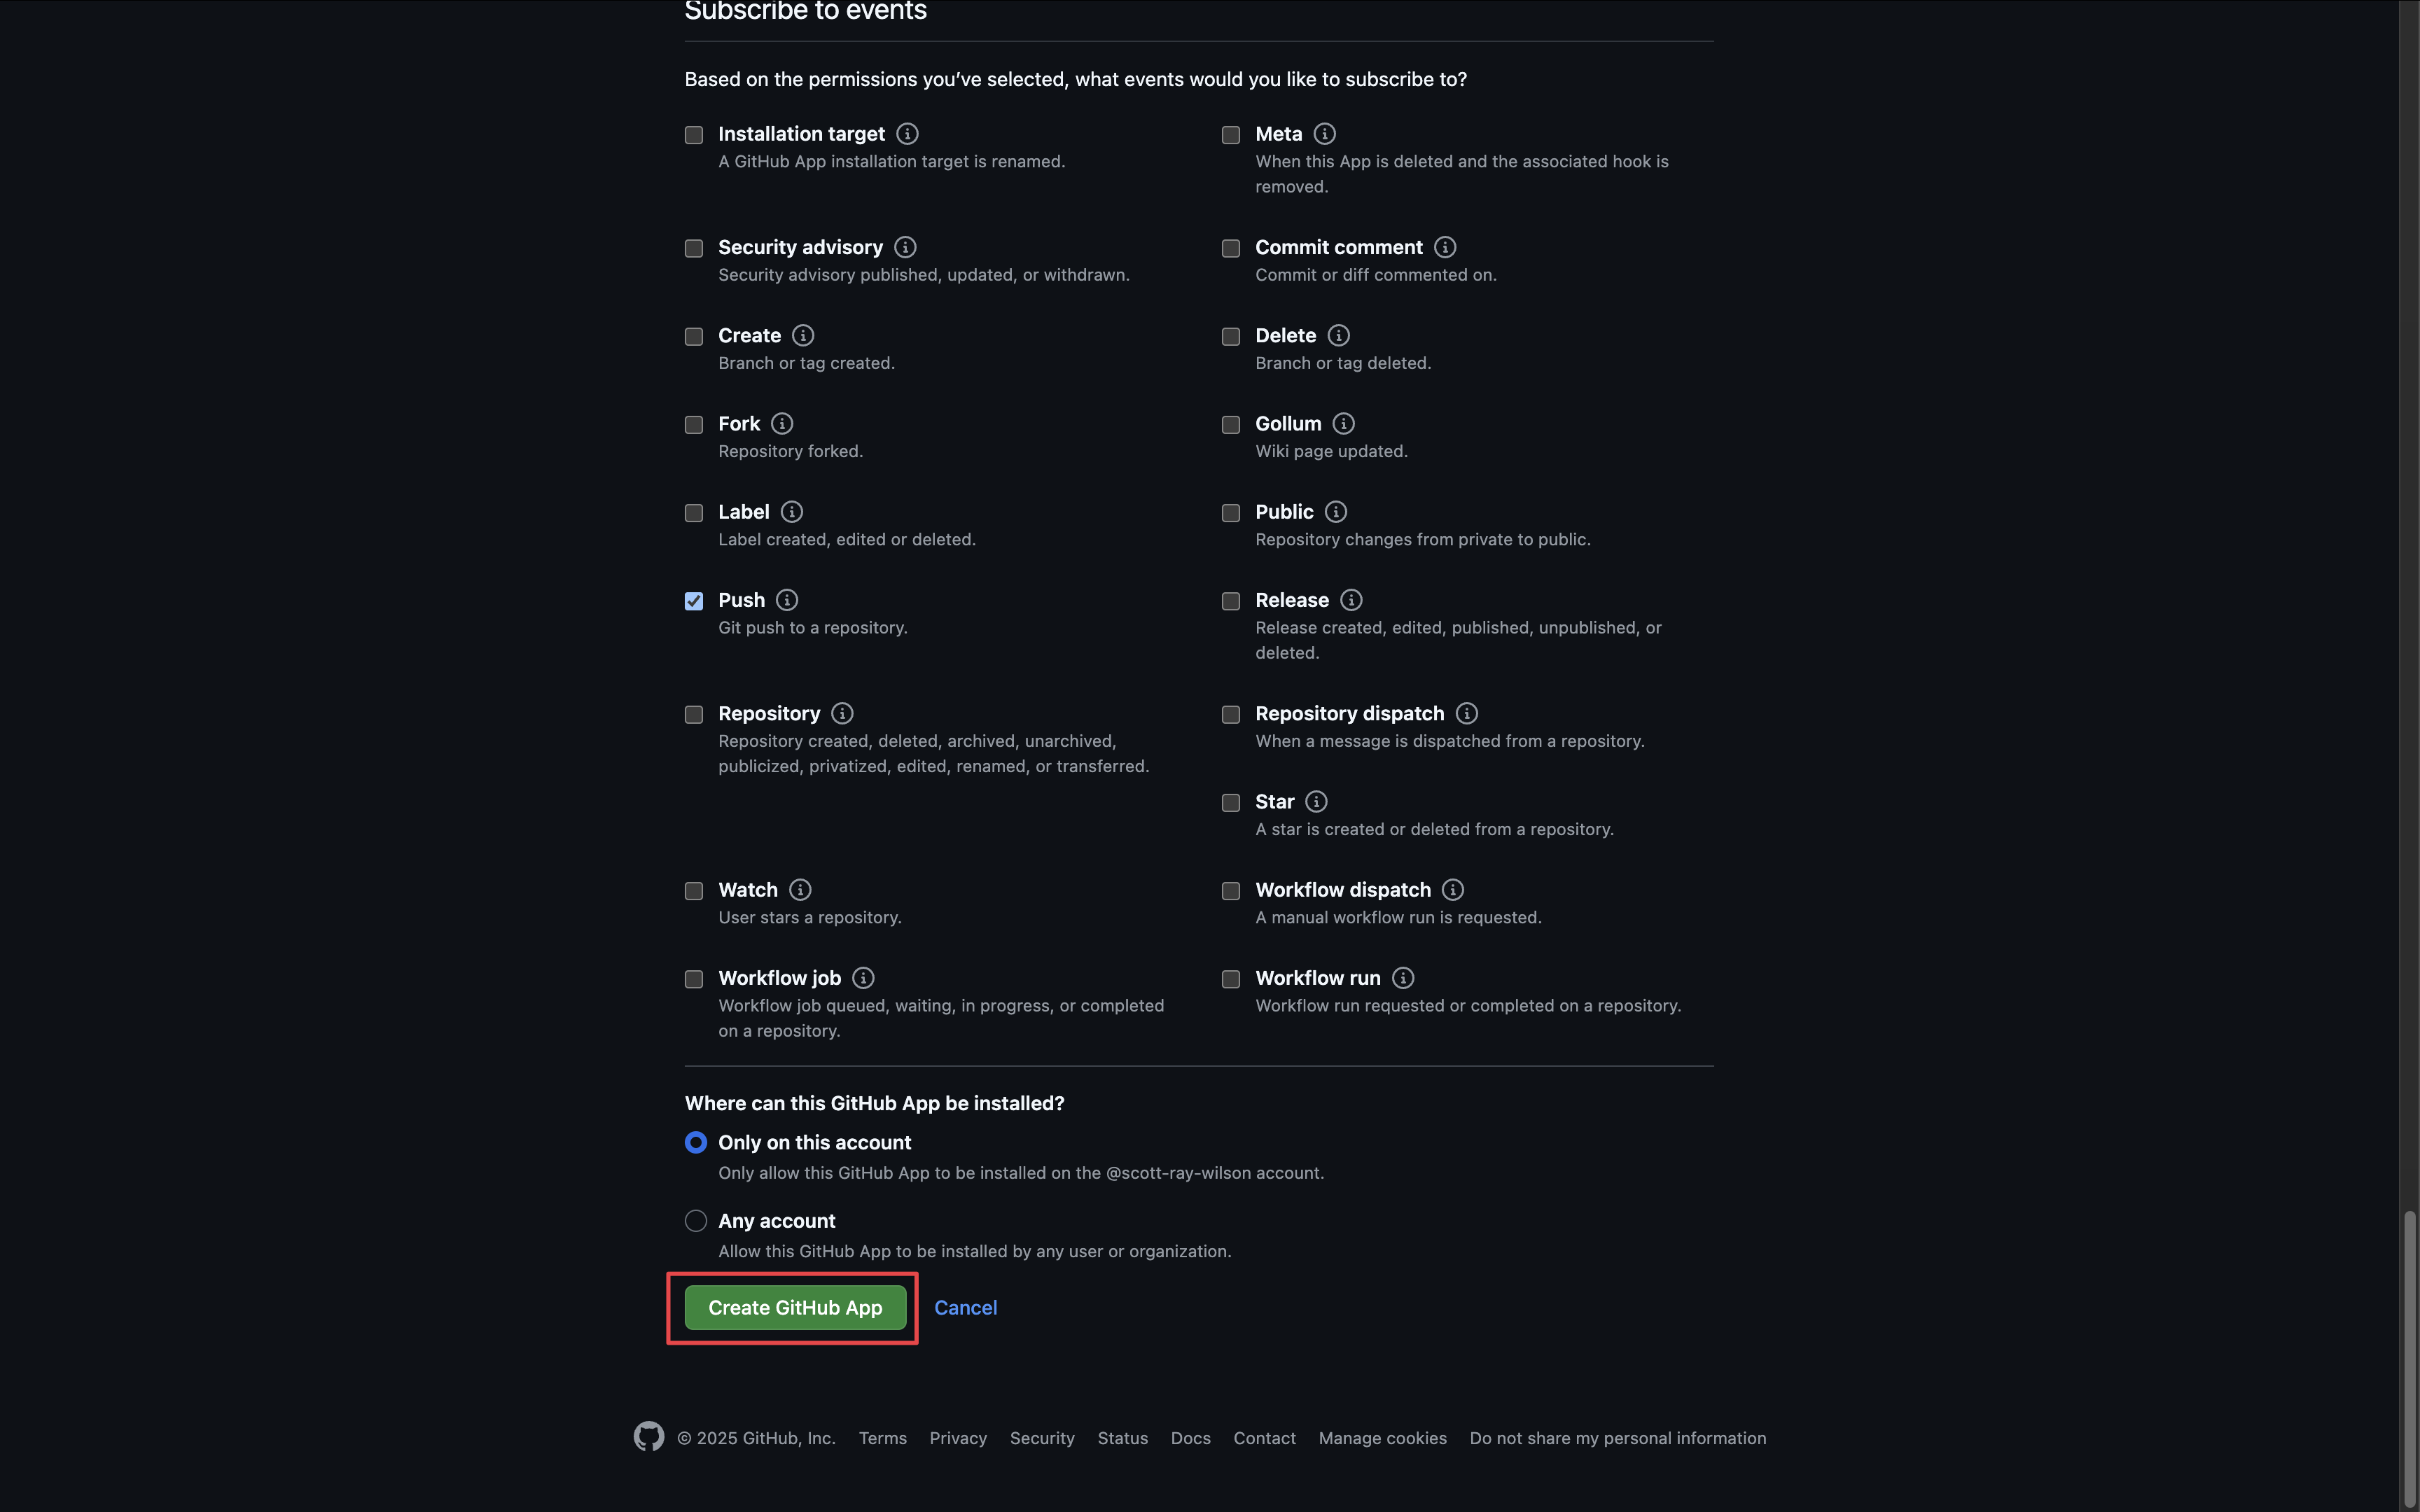 Subscribe to events
Based on the permissions you’ve selected, what events would you like to subscribe to?
Installation target
A GitHub App installation target is renamed.
Meta
When this App is deleted and the associated hook is
removed.
Security advisory
Security advisory published, updated, or withdrawn.
Commit comment
Commit or diff commented on.
Create
Branch or tag created.
Delete
Branch or tag deleted.
Fork
Repository forked.
Gollum
Wiki page updated.
Label
Label created, edited or deleted.
Public
Repository changes from private to public.
Push
Git push to a repository.
Release
Release created, edited, published, unpublished, or
deleted.
Repository
Repository created, deleted, archived, unarchived,
publicized, privatized, edited, renamed, or transferred.
Repository dispatch
When a message is dispatched from a repository.
Star
A star is created or deleted from a repository.
Watch
User stars a repository.
Workflow dispatch
A manual workflow run is requested.
Workflow job
Workflow job queued, waiting, in progress, or completed
on a repository.
Workflow run
Workflow run requested or completed on a repository.
Where can this GitHub App be installed?
Only on this account
Only allow this GitHub App to be installed on the @scott-ray-wilson account.
Any account
Allow this GitHub App to be installed by any user or organization.
Create GitHub App Cancel
© 2025 GitHub, Inc. Terms Privacy Security Status Docs Contact Manage cookies Do not share my personal information